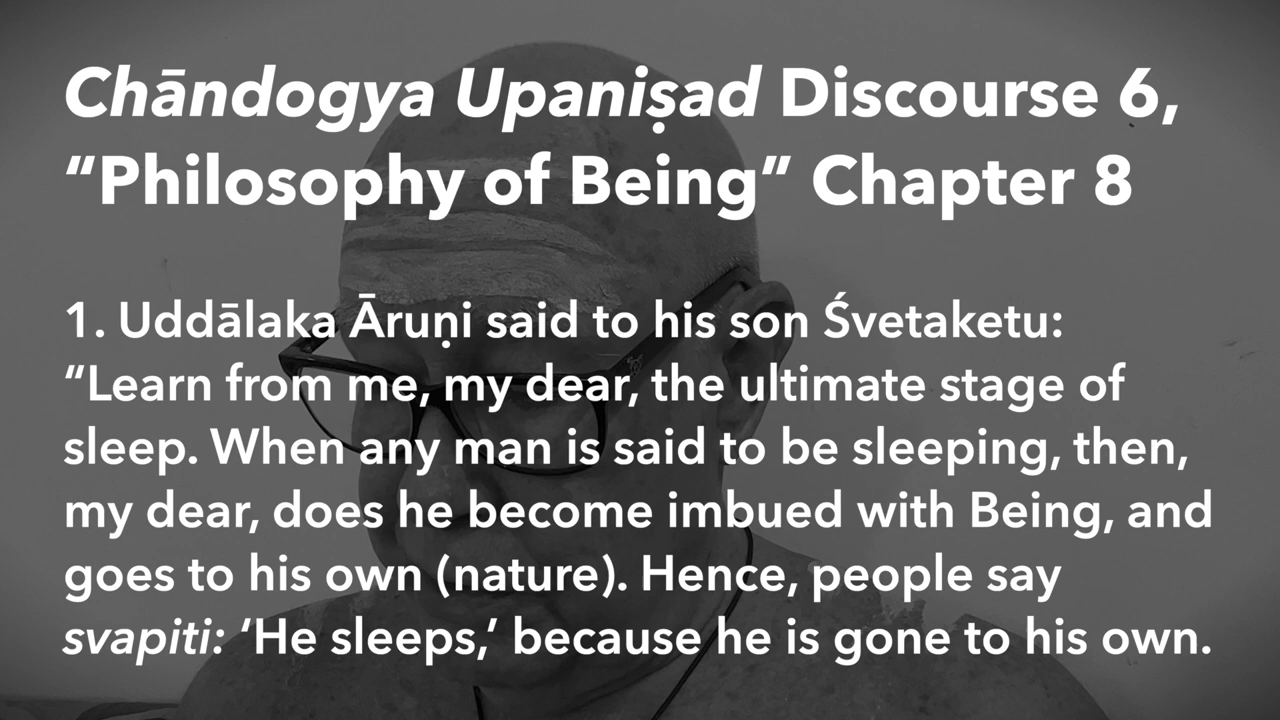 Chāndogya Upaniṣad Discourse 6,
“Philosophy of Being” Chapter 8
1. Uddālaka Āruṇi said to his son Śvetaketu:
“Learn from me, my dear, the ultimate stage of
sleep. When any man is said to be sleeping, then,
my dear, does he become imbued with Being, and
goes to his own (nature). Hence, people say
svapiti: ‘He sleeps,’ because he is gone to his own.